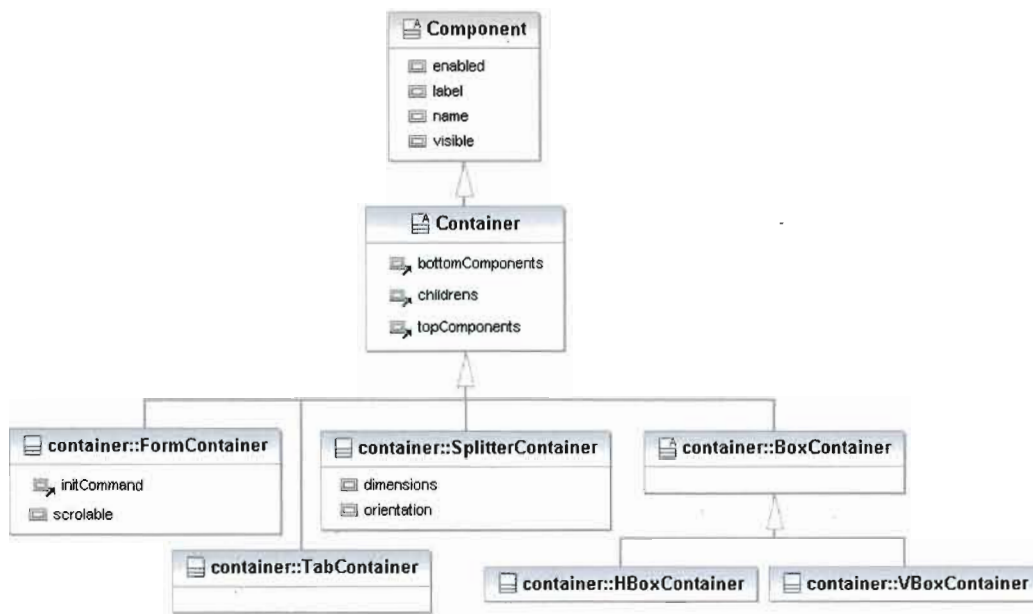 Component
enabled
label
name
visible
Container
bottomComponents
childrens
topComponents
container::FormContainer
initCommand
scrolable
container::SplitterContainer
dimensions
orientation
container::BoxContainer
container::TabContainer
container::HBoxContainer
container::VBoxContainer